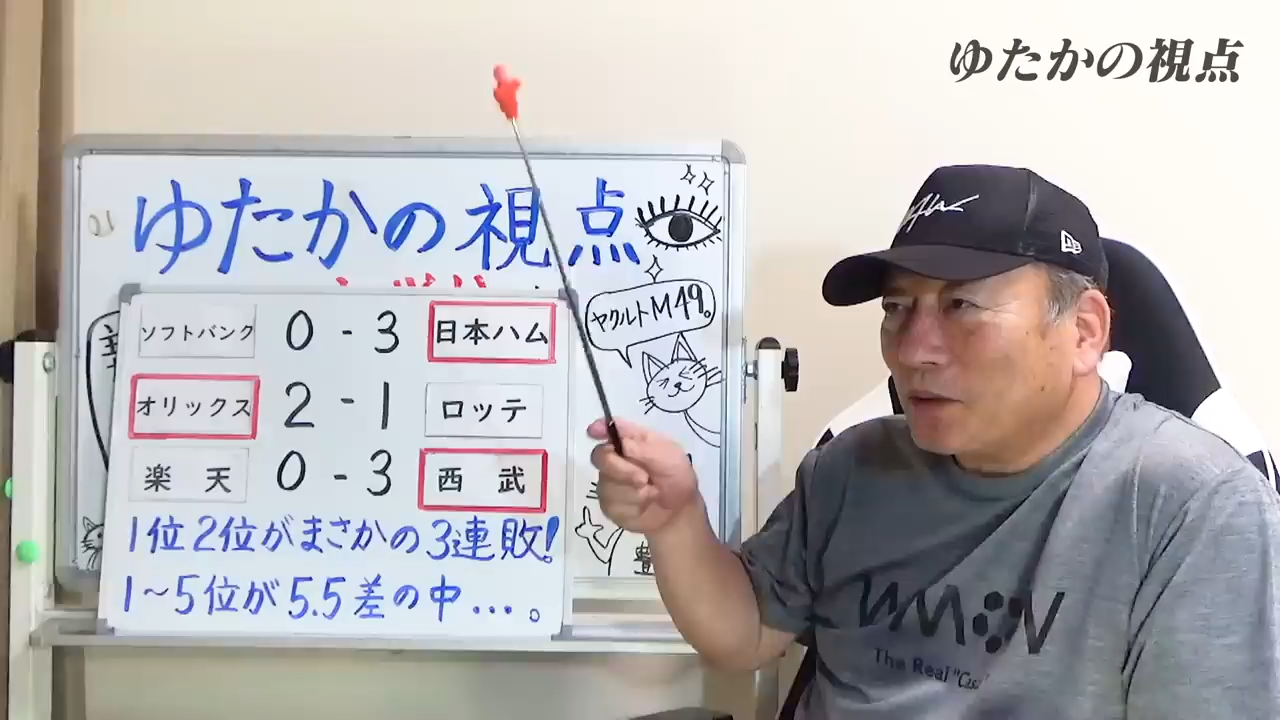 ゆたかの視点
ゆたかの視点
ヤクルトM49。
ソフトバンク 0 - 3 日本ハム
オリックス 2 - 1 ロッテ
楽天 0 - 3 西武
1位2位がまさかの3連敗!
1~5位が5.5差の中…。
The Real "Casa"